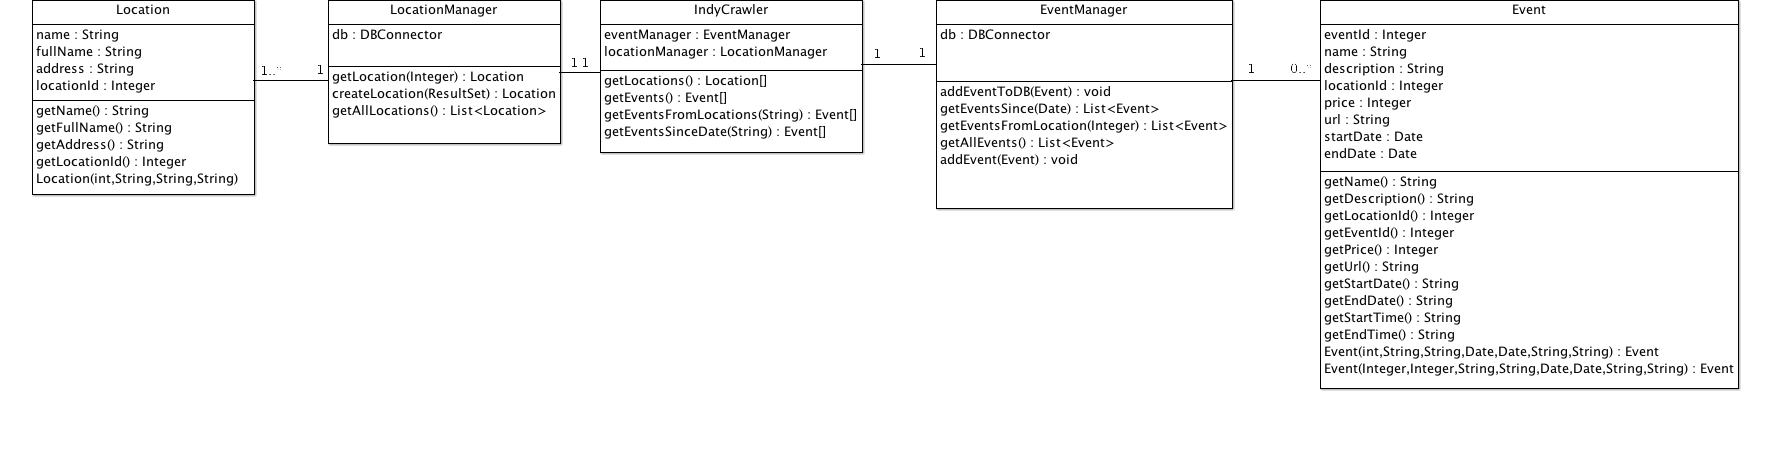 Location
name : String
fullName : String
address : String
locationId : Integer
getName() : String
getFullName() : String
getAddress() : String
getLocationId() : Integer
Location(int,String,String,String)
1..*
1
LocationManager
db : DBConnector
getLocation(Integer) : Location
createLocation(ResultSet) : Location
getAllLocations() : List<Location>
1 1
IndyCrawler
eventManager : EventManager
locationManager : LocationManager
getLocations() : Location[]
getEvents() : Event[]
getEventsFromLocations(String) : Event[]
getEventsSinceDate(String) : Event[]
1
1
EventManager
db : DBConnector
addEventToDB(Event) : void
getEventsSince(Date) : List<Event>
getEventsFromLocation(Integer) : List<Event>
getAllEvents() : List<Event>
addEvent(Event) : void
1
0..*
Event
eventId : Integer
name : String
description : String
locationId : Integer
price : Integer
url : String
startDate : Date
endDate : Date
getName() : String
getDescription() : String
getLocationId() : Integer
getEventId() : Integer
getPrice() : Integer
getUrl() : String
getStartDate() : String
getEndDate() : String
getStartTime() : String
getEndTime() : String
Event(int,String,String,Date,Date,String,String) : Event
Event(Integer,Integer,String,String,Date,Date,String,String) : Event